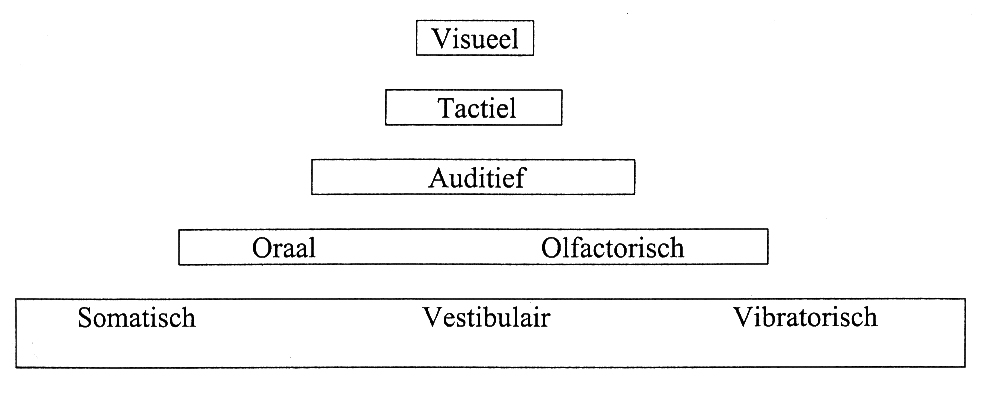 Visueel
Tactiel
Auditief
Oraal Olfactorisch
Somatisch Vestibulair Vibratorisch